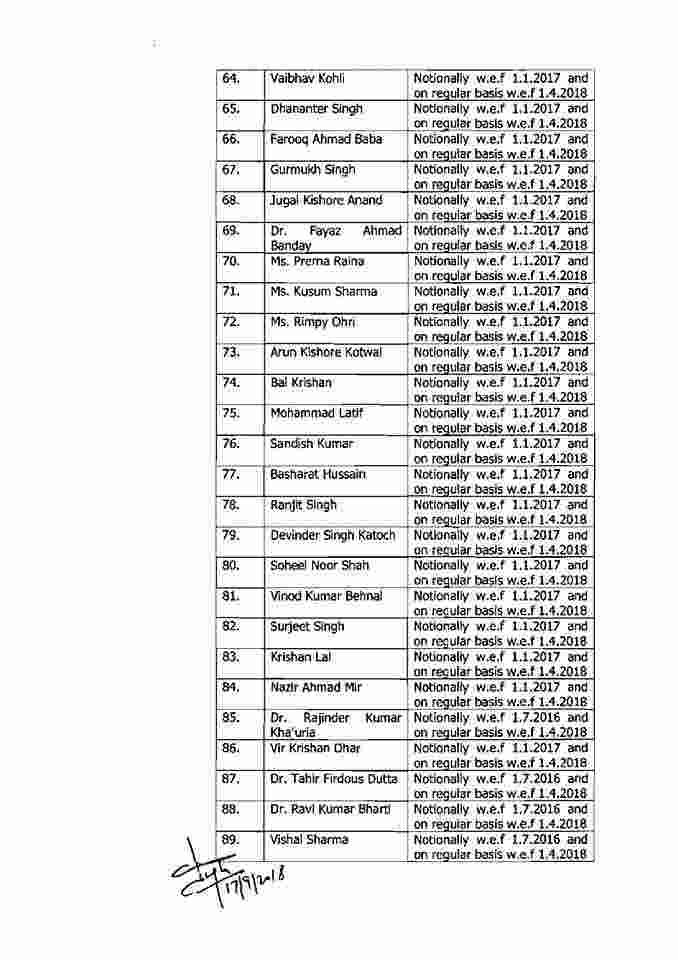 64. Vaibhav Kohli Notionally w.e.f 1.1.2017 and
on regular basis w.e.f 1.4.2018
65. Dhananter Singh Notionally w.e.f 1.1.2017 and
on regular basis w.e.f 1.4.2018
66. Farooq Ahmad Baba Notionally w.e.f 1.1.2017 and
on regular basis w.e.f 1.4.2018
67. Gurmukh Singh Notionally w.e.f 1.1.2017 and
on regular basis w.e.f 1.4.2018
68. Jugal Kishore Anand Notionally w.e.f 1.1.2017 and
on regular basis w.e.f 1.4.2018
69. Dr. Fayaz Ahmad Notionally w.e.f 1.1.2017 and
Banday on regular basis w.e.f 1.4.2018
70. Ms. Prerna Raina Notionally w.e.f 1.1.2017 and
on regular basis w.e.f 1.4.2018
71. Ms. Kusum Sharma Notionally w.e.f 1.1.2017 and
on regular basis w.e.f 1.4.2018
72. Ms. Rimpy Ohri Notionally w.e.f 1.1.2017 and
on regular basis w.e.f 1.4.2018
73. Arun Kishore Kotwal Notionally w.e.f 1.1.2017 and
on regular basis w.e.f 1.4.2018
74. Bal Krishan Notionally w.e.f 1.1.2017 and
on regular basis w.e.f 1.4.2018
75. Mohammad Latif Notionally w.e.f 1.1.2017 and
on regular basis w.e.f 1.4.2018
76. Sandish Kumar Notionally w.e.f 1.1.2017 and
on regular basis w.e.f 1.4.2018
77. Basharat Hussain Notionally w.e.f 1.1.2017 and
on regular basis w.e.f 1.4.2018
78. Ranjit Singh Notionally w.e.f 1.1.2017 and
on regular basis w.e.f 1.4.2018
79. Devinder Singh Katoch Notionally w.e.f 1.1.2017 and
on regular basis w.e.f 1.4.2018
80. Soheel Noor Shah Notionally w.e.f 1.1.2017 and
on regular basis w.e.f 1.4.2018
81. Vinod Kumar Behnal Notionally w.e.f 1.1.2017 and
on regular basis w.e.f 1.4.2018
82. Surjeet Singh Notionally w.e.f 1.1.2017 and
on regular basis w.e.f 1.4.2018
83. Krishan Lal Notionally w.e.f 1.1.2017 and
on regular basis w.e.f 1.4.2018
84. Nazir Ahmad Mir Notionally w.e.f 1.1.2017 and
on regular basis w.e.f 1.4.2018
85. Dr. Rajinder Kumar Notionally w.e.f 1.7.2016 and
Kha'uria on regular basis w.e.f 1.4.2018
86. Vir Krishan Dhar Notionally w.e.f 1.1.2017 and
on regular basis w.e.f 1.4.2018
87. Dr. Tahir Firdous Dutta Notionally w.e.f 1.7.2016 and
on regular basis w.e.f 1.4.2018
88. Dr. Ravi Kumar Bharti Notionally w.e.f 1.7.2016 and
on regular basis w.e.f 1.4.2018
89. Vishal Sharma Notionally w.e.f 1.7.2016 and
on regular basis w.e.f 1.4.2018
17/9/2018